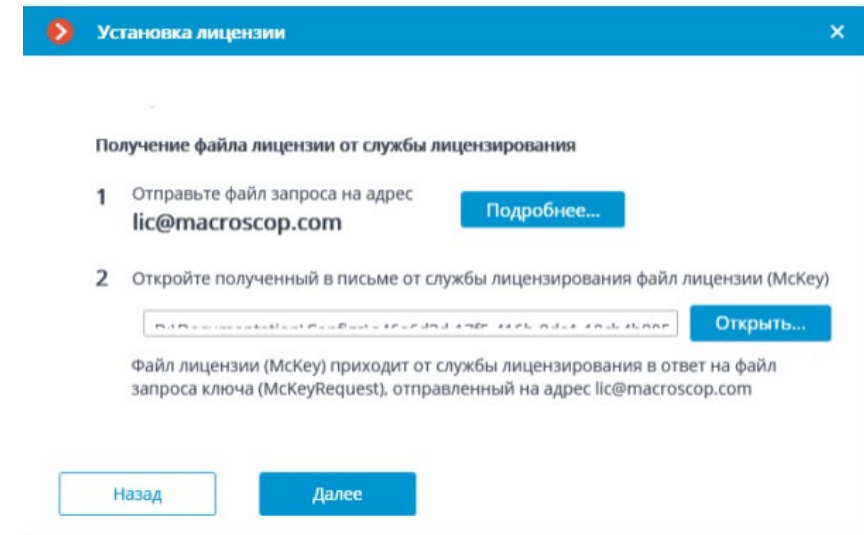 Установка лицензии
Получение файла лицензии от службы лицензирования
1 Отправьте файл запроса на адрес
lic@macroscop.com
Подробнее...
2 Откройте полученный в письме от службы лицензирования файл лицензии (McKey)
Открыть...
Файл лицензии (McKey) приходит от службы лицензирования в ответ на файл
запроса ключа (McKeyRequest), отправленный на адрес lic@macroscop.com
Назад
Далее